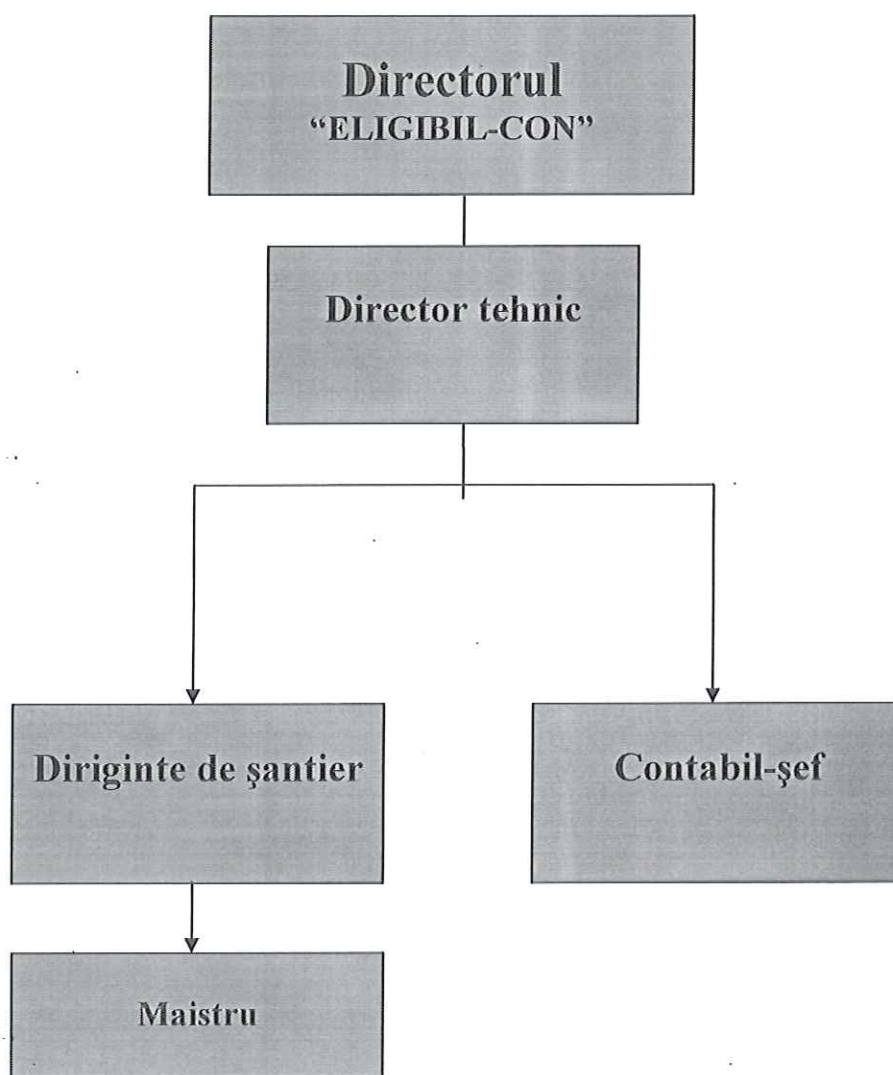 Directorul
“ELIGIBIL-CON”
Director tehnic
Diriginte de şantier
Contabil-şef
Maistru